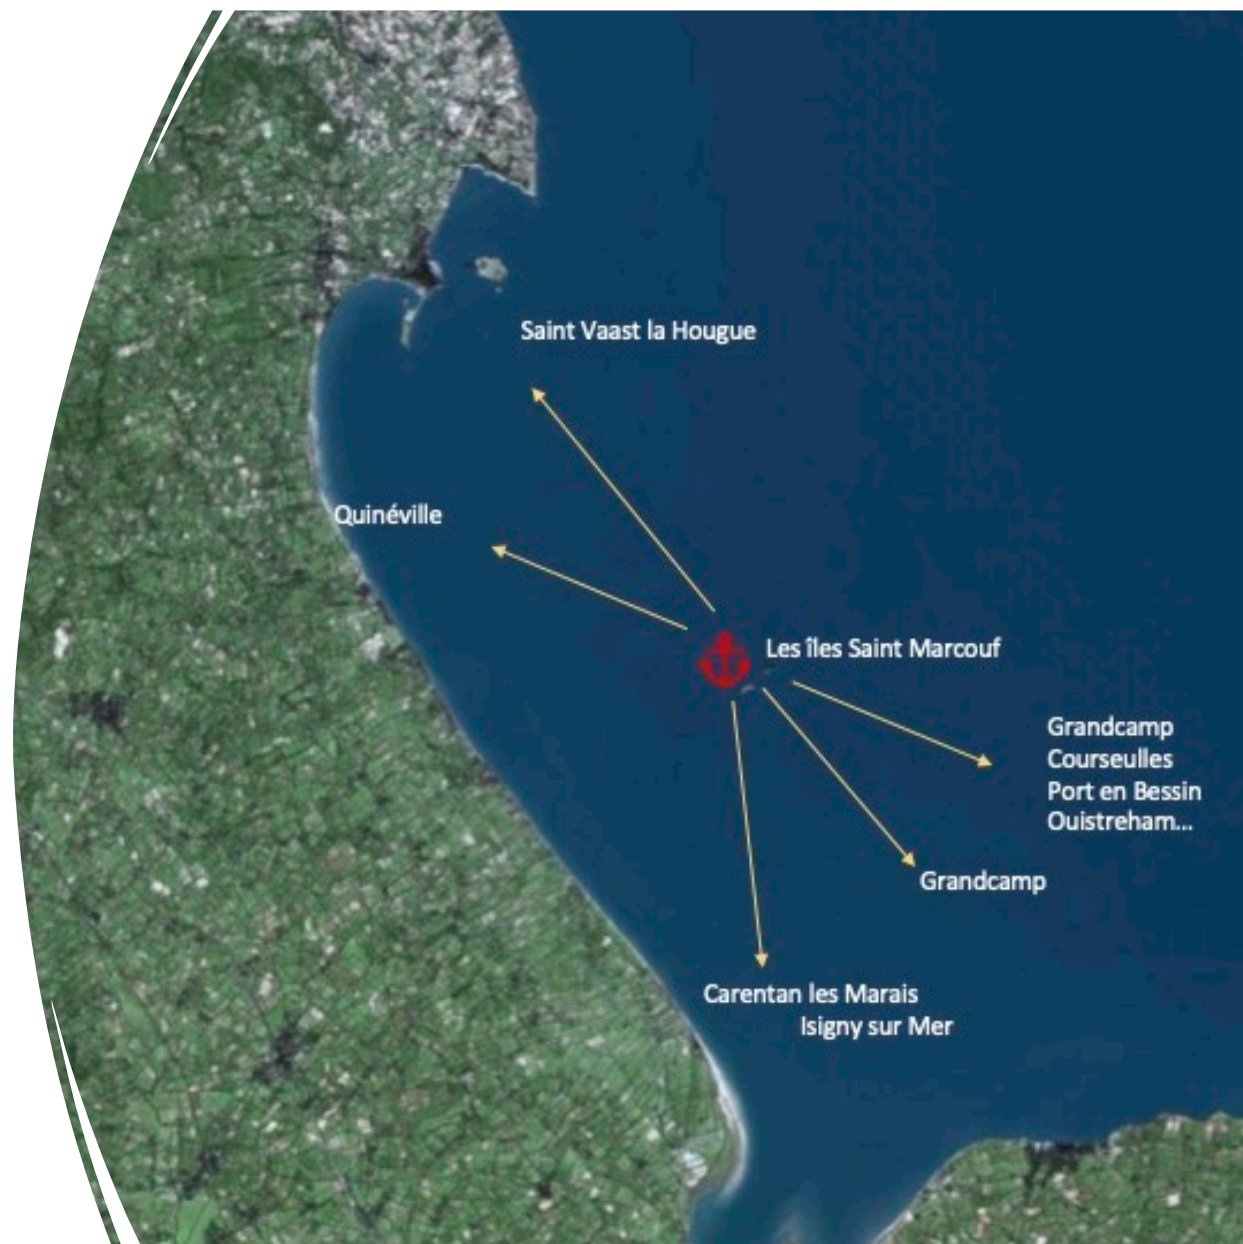 Saint Vaast la Hougue
Quinéville
Les îles Saint Marcouf
Grandcamp
Courseulles
Port en Bessin
Ouistreham...
Grandcamp
Carentan les Marais
Isigny sur Mer